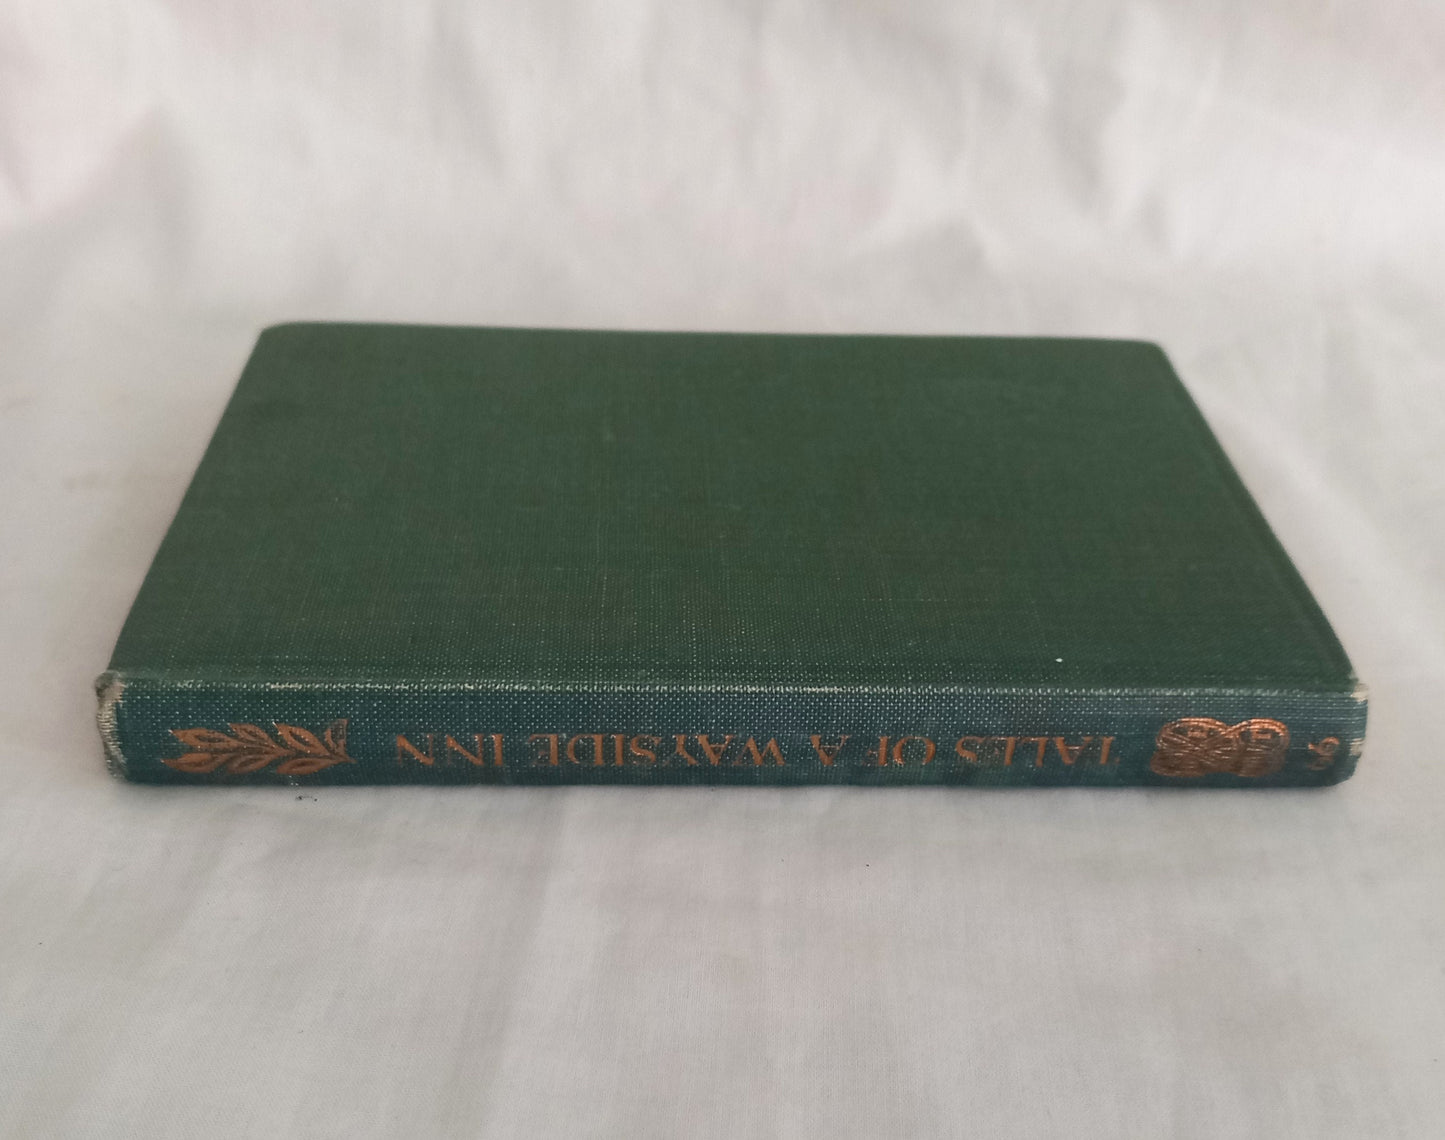 TALES OF A WAYSIDE INN